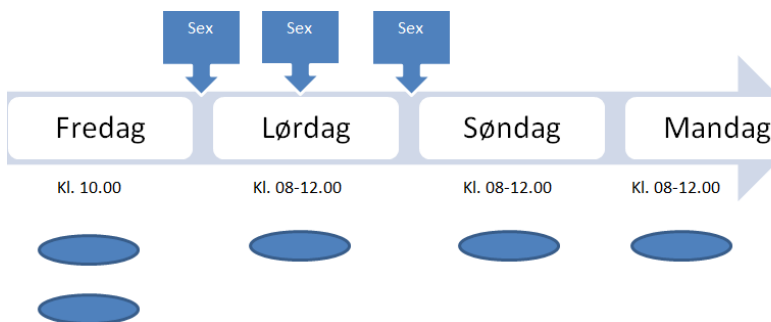 Sex
Sex
Sex
Fredag
Lørdag
Søndag
Mandag
Kl. 10.00
Kl. 08-12.00
Kl. 08-12.00
Kl. 08-12.00